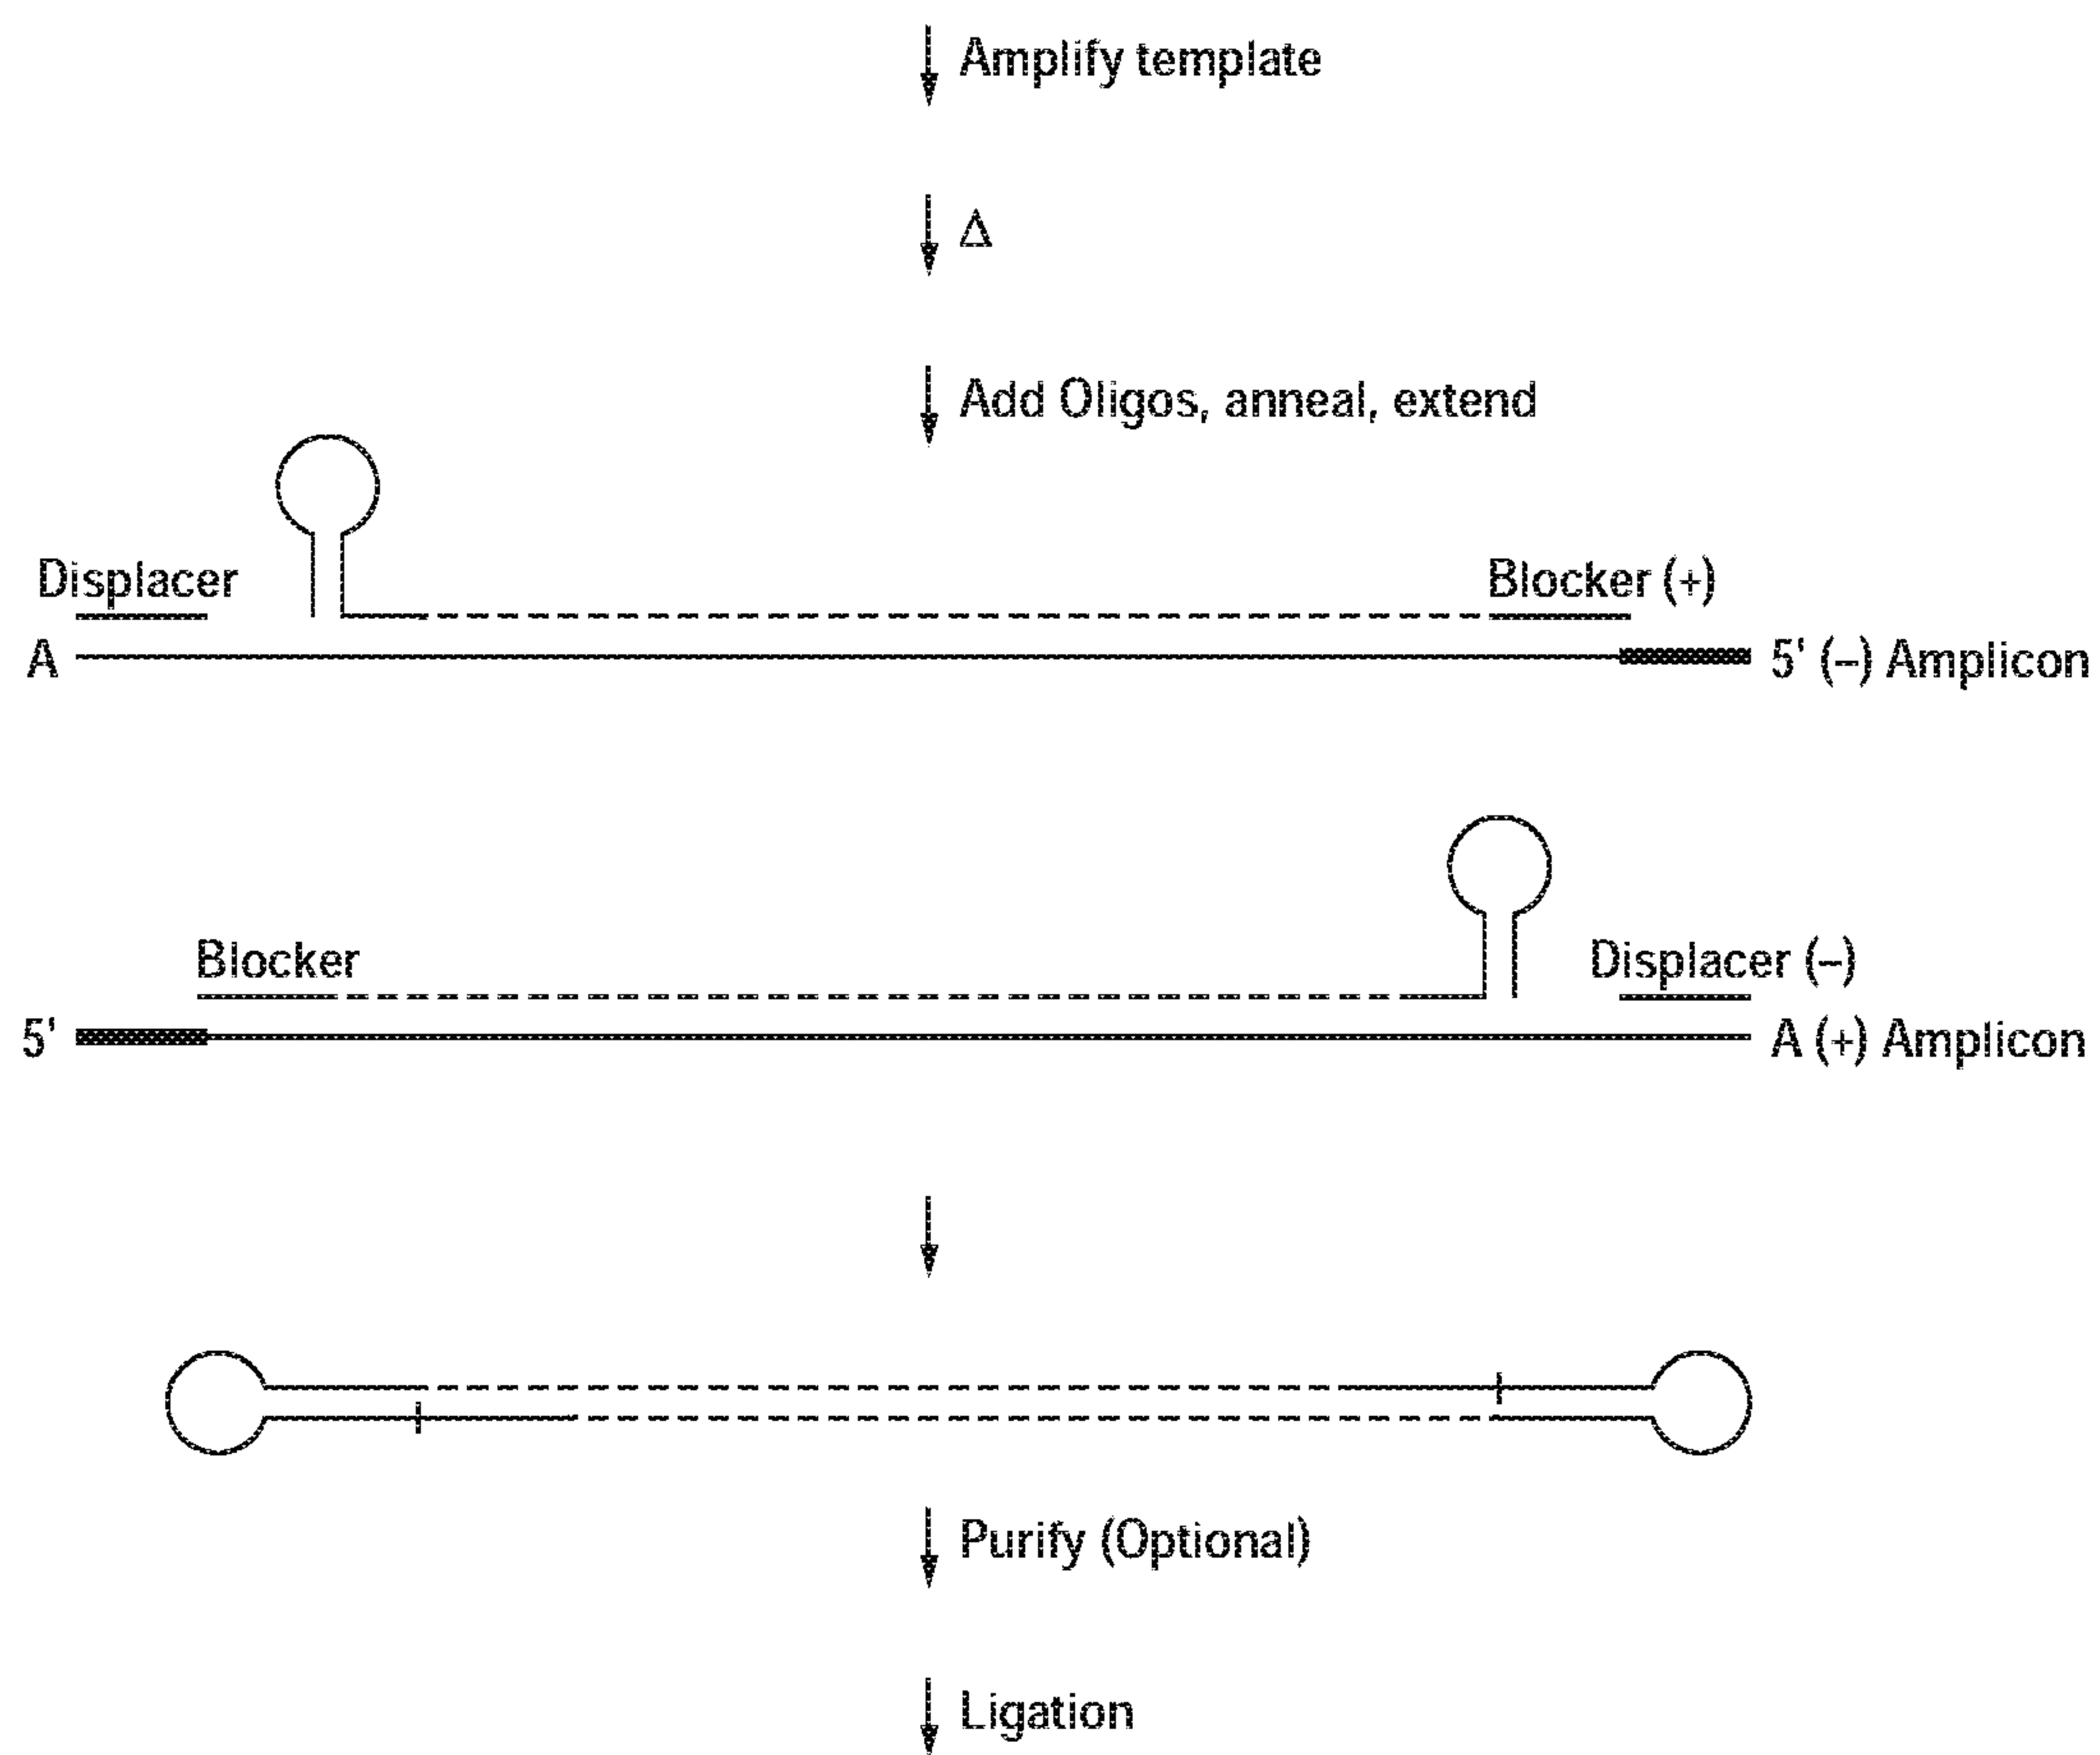 Amplify template
Δ
Add Oligos, anneal, extend
Displacer
Blocker (+)
A
5' (–) Amplicon
Blocker
Displacer (–)
5'
A (+) Amplicon
Purify (Optional)
Ligation